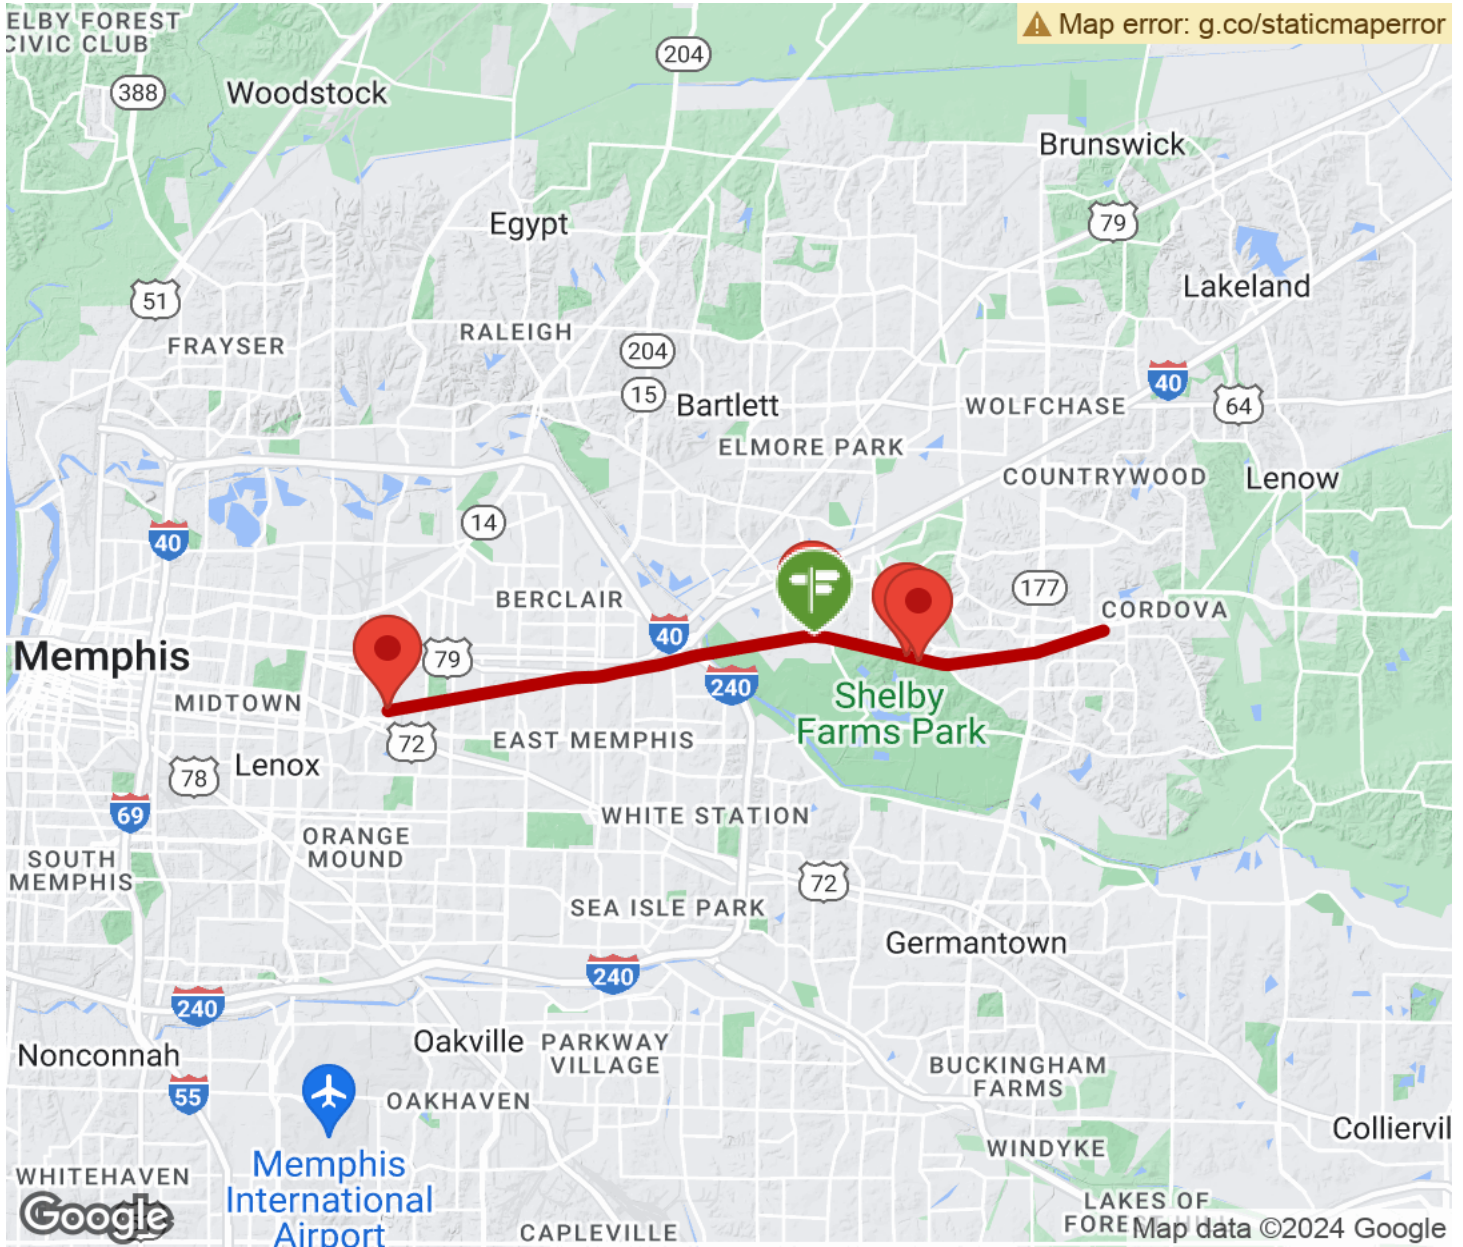 ELBY FOREST
CIVIC CLUB
Map error: g.co/staticmaperror
204
388
Woodstock
Brunswick
79
Egypt
Lakeland
51
RALEIGH
FRAYSER
204
40
15
Bartlett
WOLFCHASE
64
ELMORE PARK
COUNTRYWOOD
Lenow
14
40
177
BERCLAIR
CORDOVA
40
Memphis
79
240
Shelby
Farms Park
MIDTOWN
72
EAST MEMPHIS
Lenox
78
69
WHITE STATION
ORANGE
MOUND
SOUTH
MEMPHIS
72
SEA ISLE PARK
Germantown
240
240
Oakville
PARKWAY
VILLAGE
Nonconnah
BUCKINGHAM
FARMS
55
OAKHAVEN
Colliervil
WINDYKE
Memphis
International
Airport
WHITEHAVEN
LAKES OF
Google
CAPLEVILLE
Map data ©2024 Google